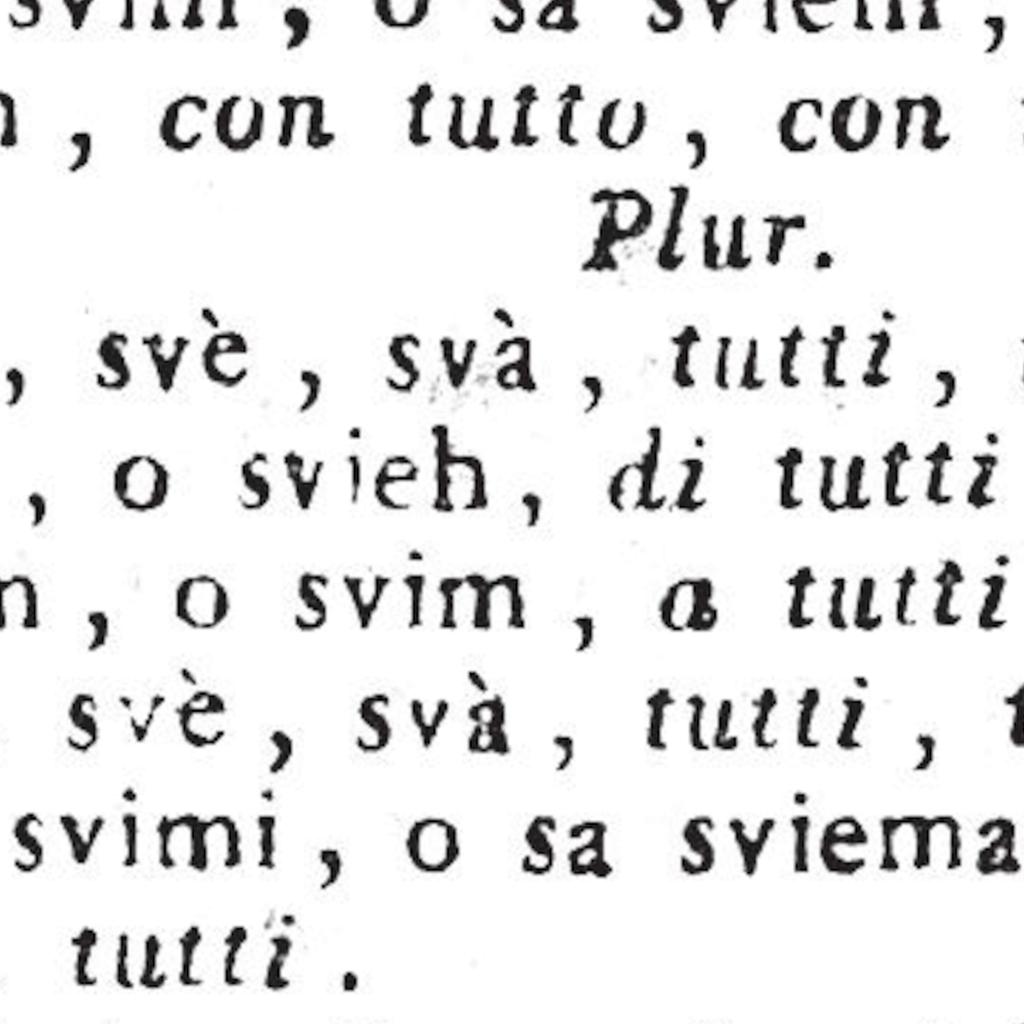 svim, o sa sviem,
, con tutto, con
Plur.
, svè, svà, tutti,
, o svieh, di tutti
, o svim, a tutti
svè, svà, tutti,
svimi, o sa sviema
tutti.